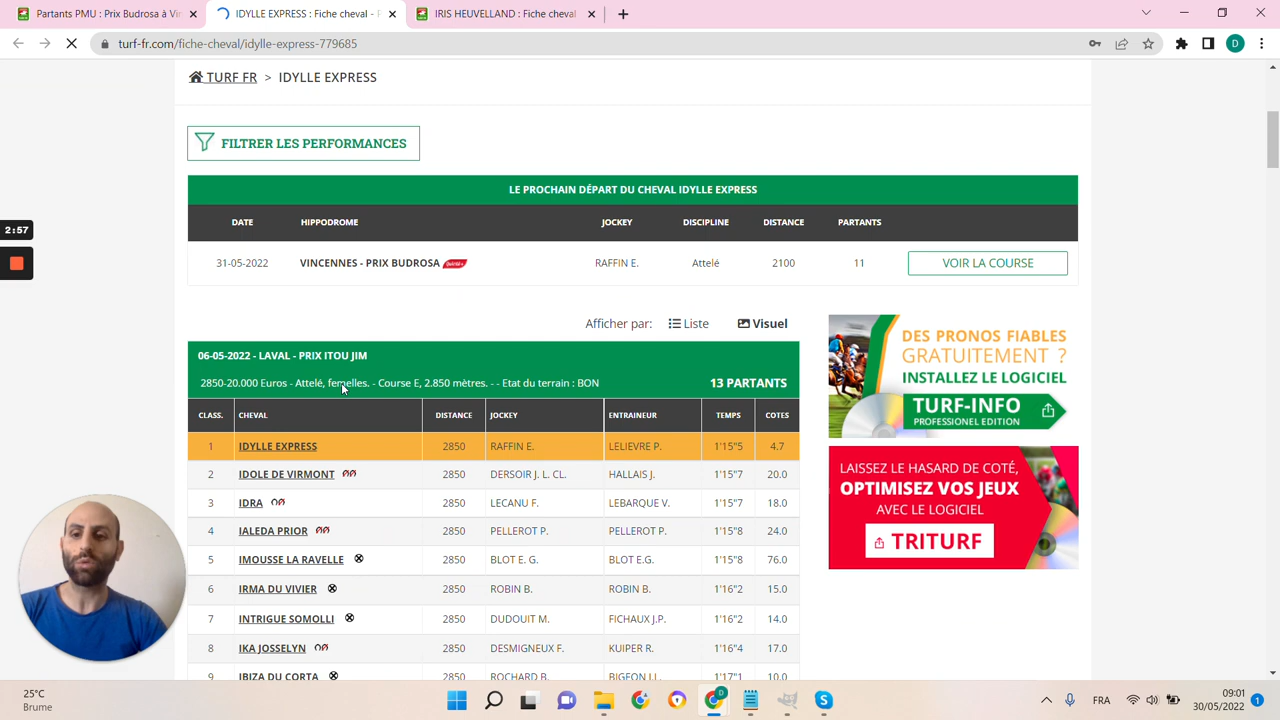 Partants PMU : Prix Budrosa à Vin
IDYLLE EXPRESS : Fiche cheval - P
IRIS HEUVELLAND : Fiche cheval
turf-fr.com/fiche-cheval/idylle-express-779685
D
TURF FR > IDYLLE EXPRESS
FILTRER LES PERFORMANCES
LE PROCHAIN DÉPART DU CHEVAL IDYLLE EXPRESS
DATE HIPPODROME JOCKEY DISCIPLINE DISTANCE PARTANTS
31-05-2022 VINCENNES - PRIX BUDROSA RAFFIN E. Attelé 2100 11 VOIR LA COURSE
2:57
Afficher par: Liste Visuel
06-05-2022 - LAVAL - PRIX ITOU JIM
2850-20.000 Euros - Attelé, femelles. - Course E, 2.850 mètres. - - Etat du terrain : BON 13 PARTANTS
CLASS. CHEVAL DISTANCE JOCKEY ENTRAINEUR TEMPS COTES
1 IDYLLE EXPRESS 2850 RAFFIN E. LELIEVRE P. 1'15"5 4.7
2 IDOLE DE VIRMONT 2850 DERSOIR J. L. CL. HALLAIS J. 1'15"7 20.0
3 IDRA 2850 LECANU F. LEBARQUE V. 1'15"7 18.0
4 IALEDA PRIOR 2850 PELLEROT P. PELLEROT P. 1'15"8 24.0
5 IMOUSSE LA RAVELLE 2850 BLOT E. G. BLOT E.G. 1'15"8 76.0
6 IRMA DU VIVIER 2850 ROBIN B. ROBIN B. 1'16"2 15.0
7 INTRIGUE SOMOLLI 2850 DUDOUIT M. FICHAUX J.P. 1'16"2 14.0
8 IKA JOSSELYN 2850 DESMIGNEUX F. KUIPER R. 1'16"4 17.0
9 IBIZA DU CORTA 2850 ROCHARD B. BIGEON J.L. 1'17"1 10.0
DES PRONOS FIABLES
GRATUITEMENT ?
INSTALLEZ LE LOGICIEL
TURF-INFO
PROFESSIONEL EDITION
LAISSEZ LE HASARD DE COTÉ,
OPTIMISEZ VOS JEUX
AVEC LE LOGICIEL
TRITURF
25°C
Brume
D
FRA
09:01
30/05/2022
1